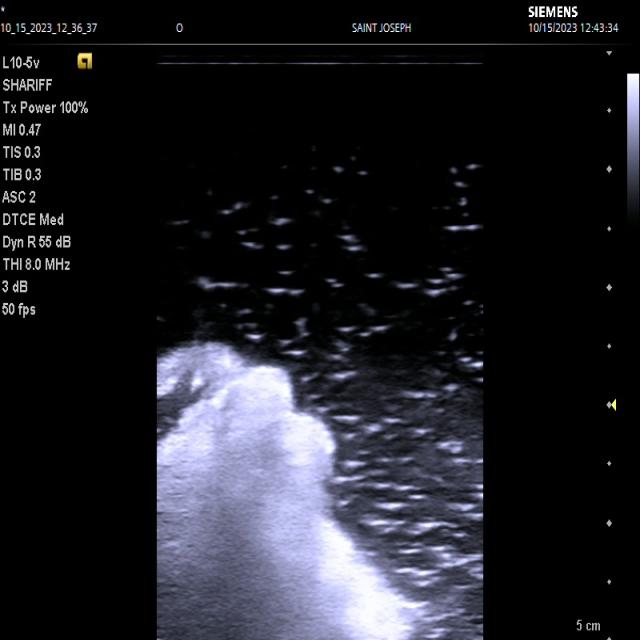 SIEMENS
10_15_2023_12_36_37 O SAINT JOSEPH 10/15/2023 12:43:34
L10-5v
SHARIFF
Tx Power 100%
MI 0.47
TIS 0.3
TIB 0.3
ASC 2
DTCE Med
Dyn R 55 dB
THI 8.0 MHz
3 dB
50 fps
5 cm